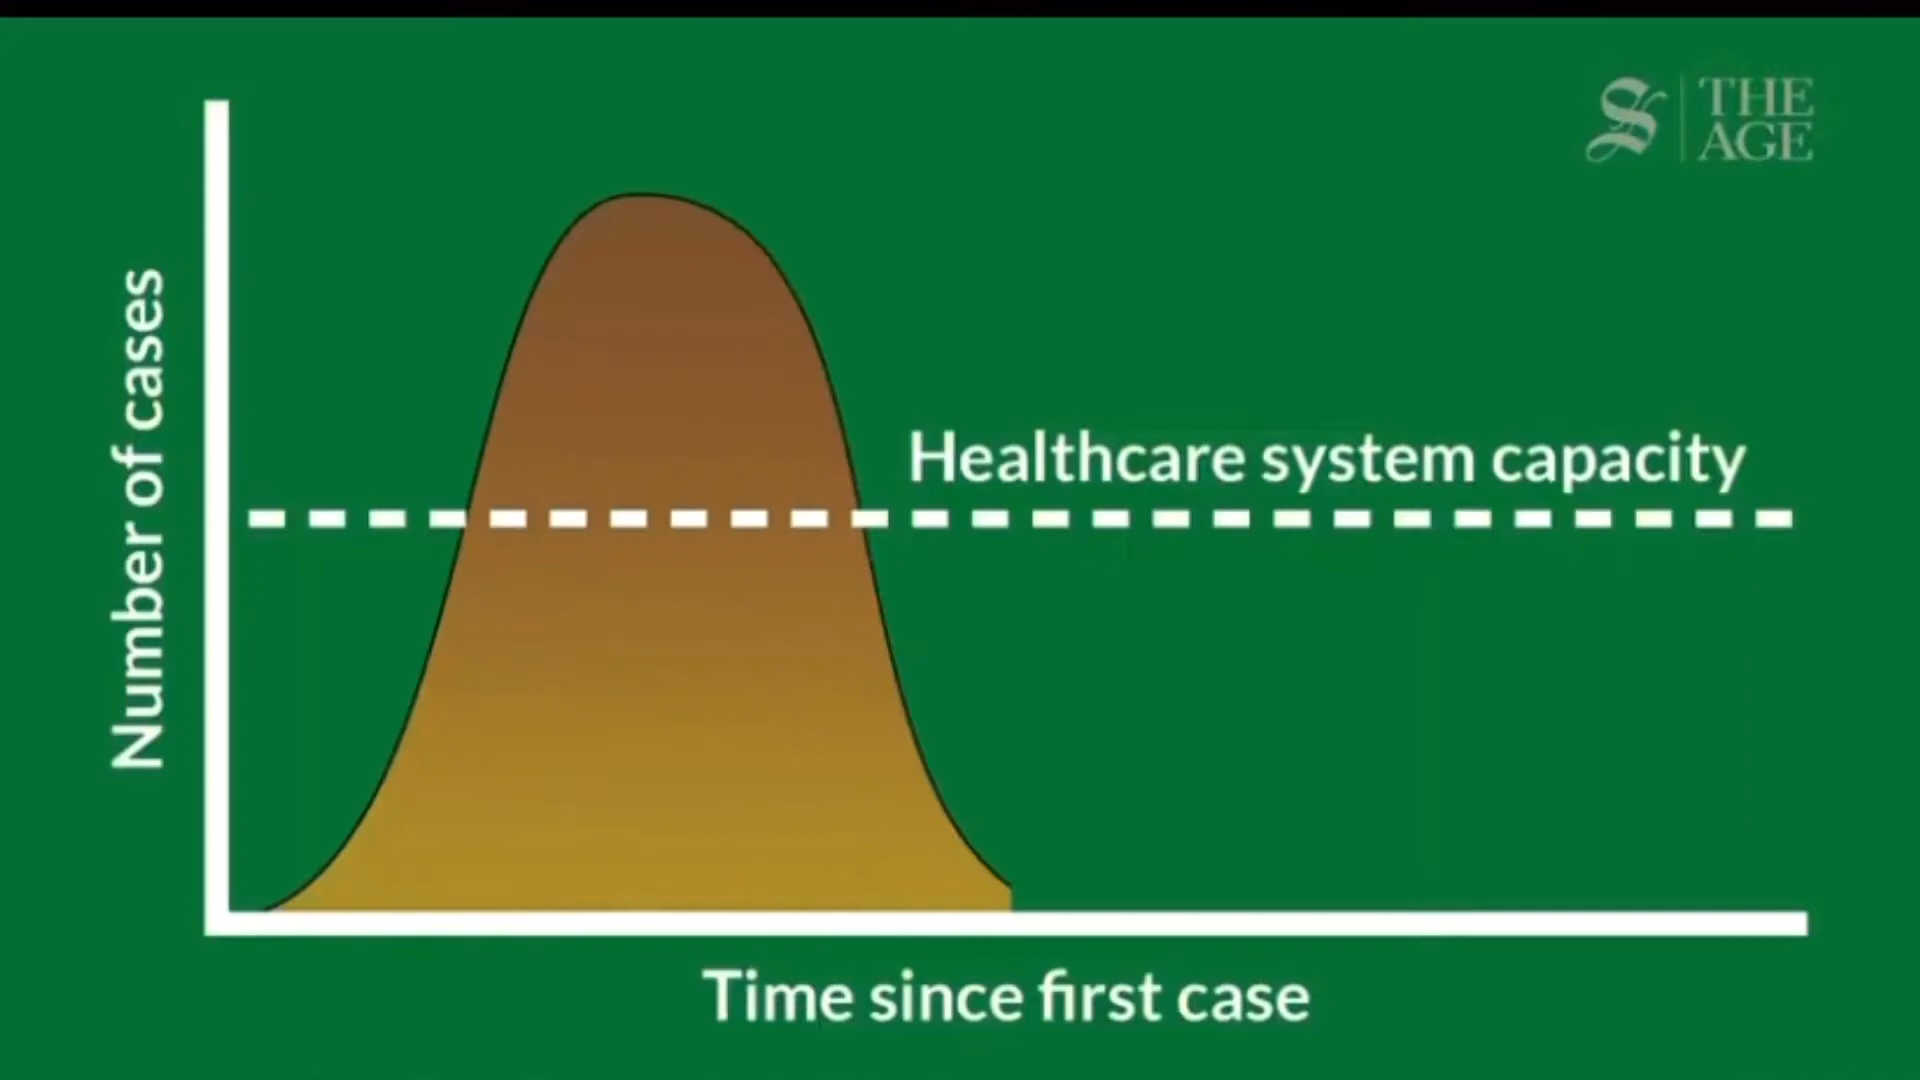 THE
AGE
Number of cases
Healthcare system capacity
Time since first case